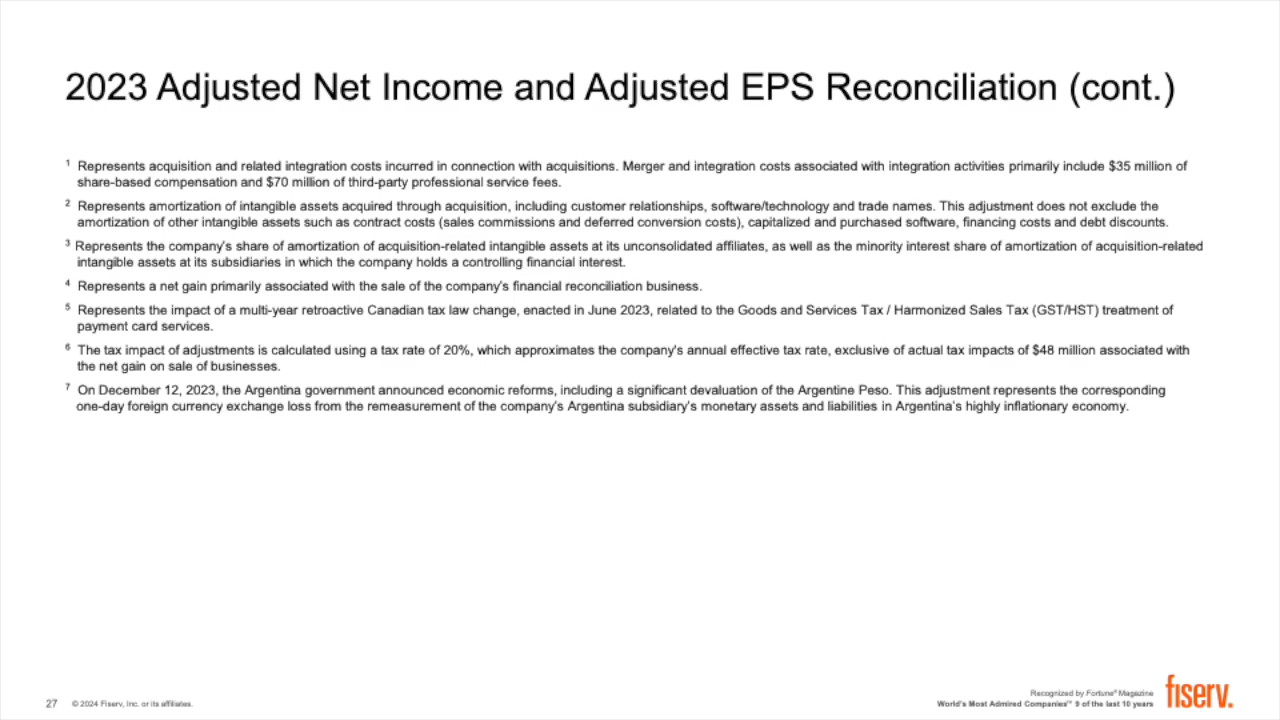 2023 Adjusted Net Income and Adjusted EPS Reconciliation (cont.)
1 Represents acquisition and related integration costs incurred in connection with acquisitions. Merger and integration costs associated with integration activities primarily include $35 million of
share-based compensation and $70 million of third-party professional service fees.
2 Represents amortization of intangible assets acquired through acquisition, including customer relationships, software/technology and trade names. This adjustment does not exclude the
amortization of other intangible assets such as contract costs (sales commissions and deferred conversion costs), capitalized and purchased software, financing costs and debt discounts.
3 Represents the company's share of amortization of acquisition-related intangible assets at its unconsolidated affiliates, as well as the minority interest share of amortization of acquisition-related
intangible assets at its subsidiaries in which the company holds a controlling financial interest.
4 Represents a net gain primarily associated with the sale of the company's financial reconciliation business.
5 Represents the impact of a multi-year retroactive Canadian tax law change, enacted in June 2023, related to the Goods and Services Tax / Harmonized Sales Tax (GST/HST) treatment of
payment card services.
6 The tax impact of adjustments is calculated using a tax rate of 20%, which approximates the company's annual effective tax rate, exclusive of actual tax impacts of $48 million associated with
the net gain on sale of businesses.
7 On December 12, 2023, the Argentina government announced economic reforms, including a significant devaluation of the Argentine Peso. This adjustment represents the corresponding
one-day foreign currency exchange loss from the remeasurement of the company's Argentina subsidiary's monetary assets and liabilities in Argentina's highly inflationary economy.
27 © 2024 Fiserv, Inc. or its affiliates.
Recognized by Fortune® Magazine
World's Most Admired Companies™ 9 of the last 10 years
fiserv.